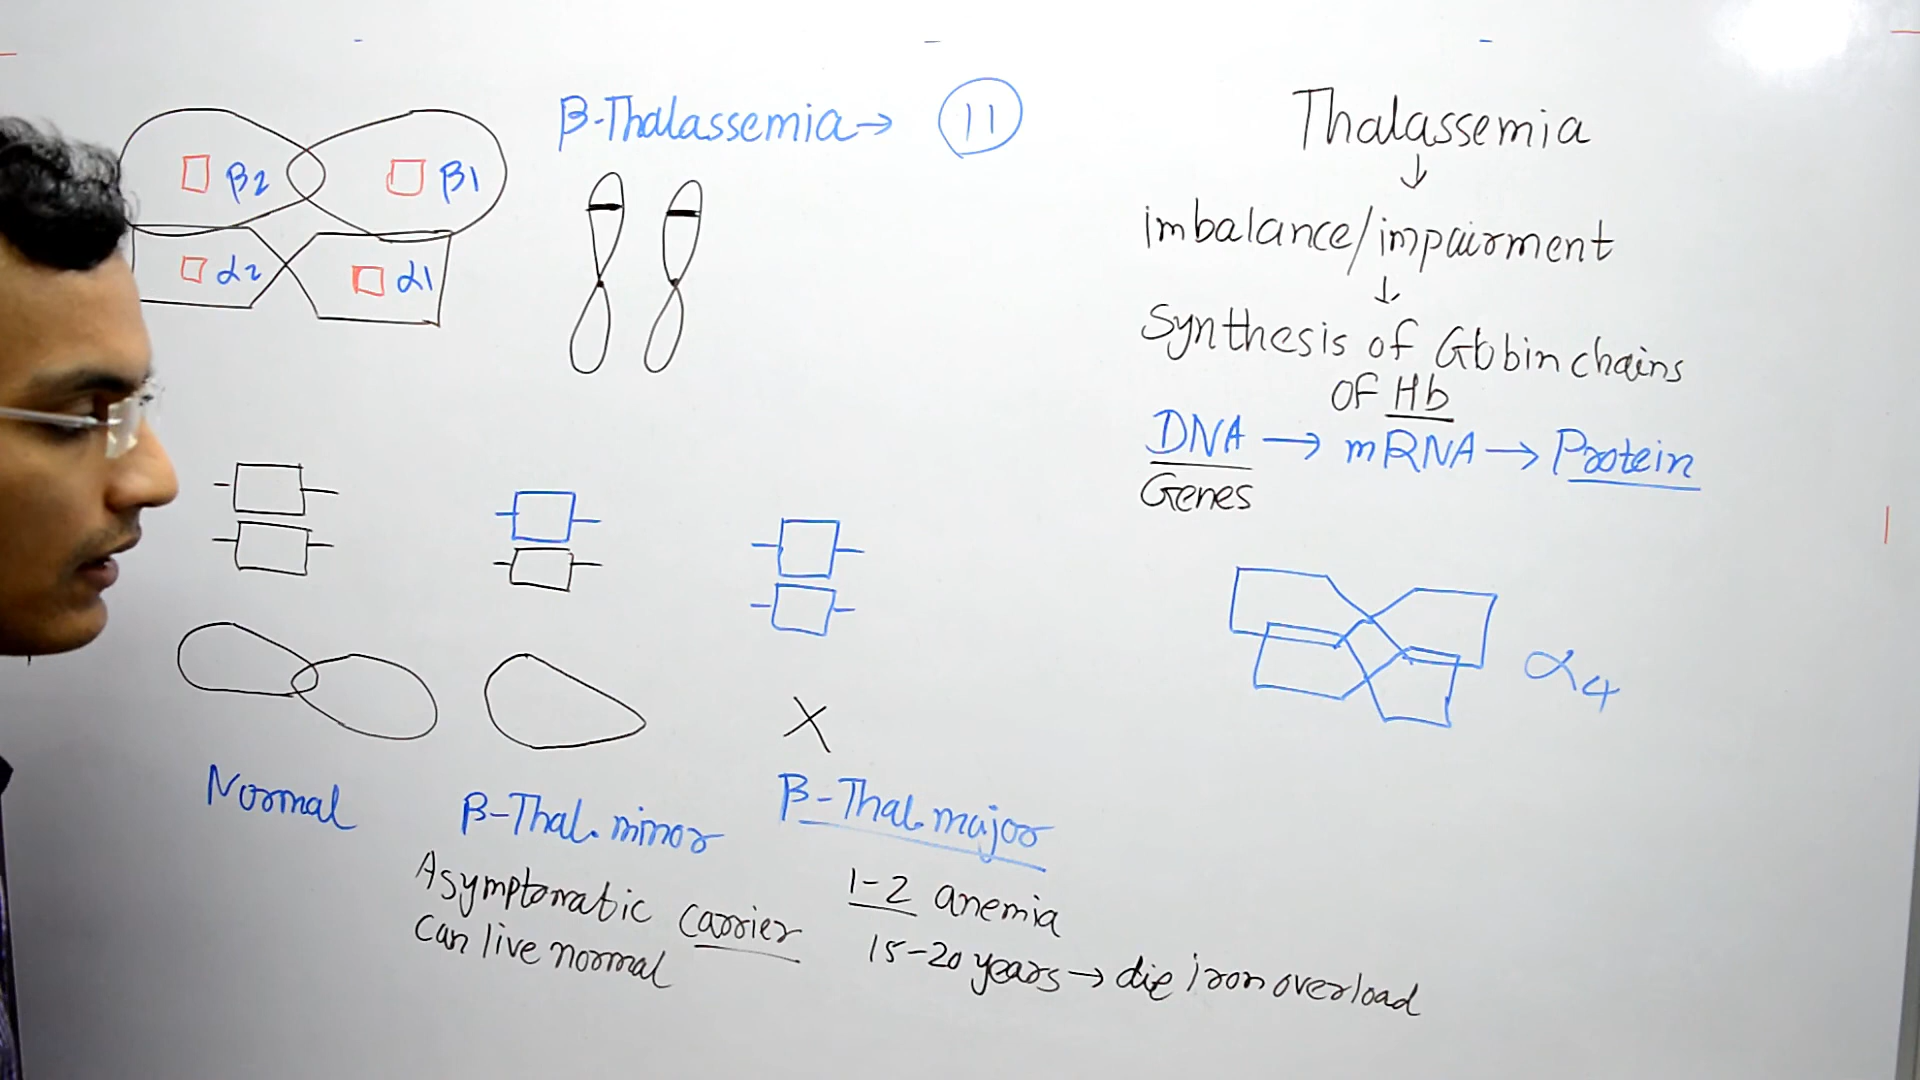 β2
β1
α2
α1
β-Thalassemia→ 11
Thalassemia
↓
imbalance/impairment
↓
Synthesis of Globin chains
OF Hb
DNA → mRNA → Protein
Genes
α4
X
Normal
β-Thal. minor
β-Thal. major
Asymptomatic carrier
Can live normal
1-2 anemia
15-20 years → die iron overload